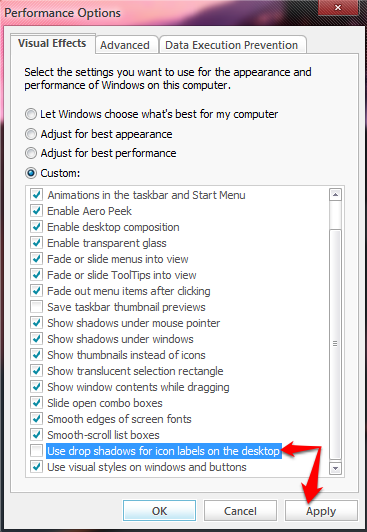 Performance Options
Visual Effects Advanced Data Execution Prevention
Select the settings you want to use for the appearance and
performance of Windows on this computer.
Let Windows choose what's best for my computer
Adjust for best appearance
Adjust for best performance
Custom:
Animations in the taskbar and Start Menu
Enable Aero Peek
Enable desktop composition
Enable transparent glass
Fade or slide menus into view
Fade or slide ToolTips into view
Fade out menu items after clicking
Save taskbar thumbnail previews
Show shadows under mouse pointer
Show shadows under windows
Show thumbnails instead of icons
Show translucent selection rectangle
Show window contents while dragging
Slide open combo boxes
Smooth edges of screen fonts
Smooth-scroll list boxes
Use drop shadows for icon labels on the desktop
Use visual styles on windows and buttons
OK Cancel Apply